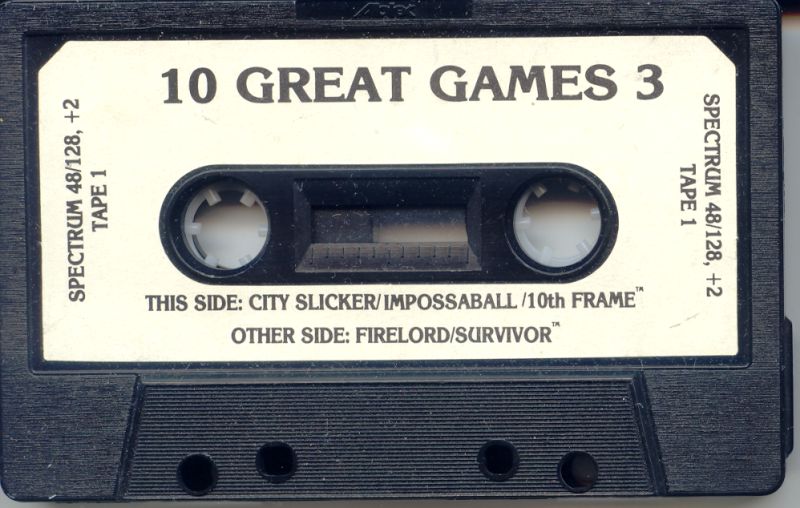 10 GREAT GAMES 3
SPECTRUM 48/128, +2
TAPE 1
SPECTRUM 48/128, +2
TAPE 1
THIS SIDE: CITY SLICKER/IMPOSSABALL/10th FRAME™
OTHER SIDE: FIRELORD/SURVIVOR™